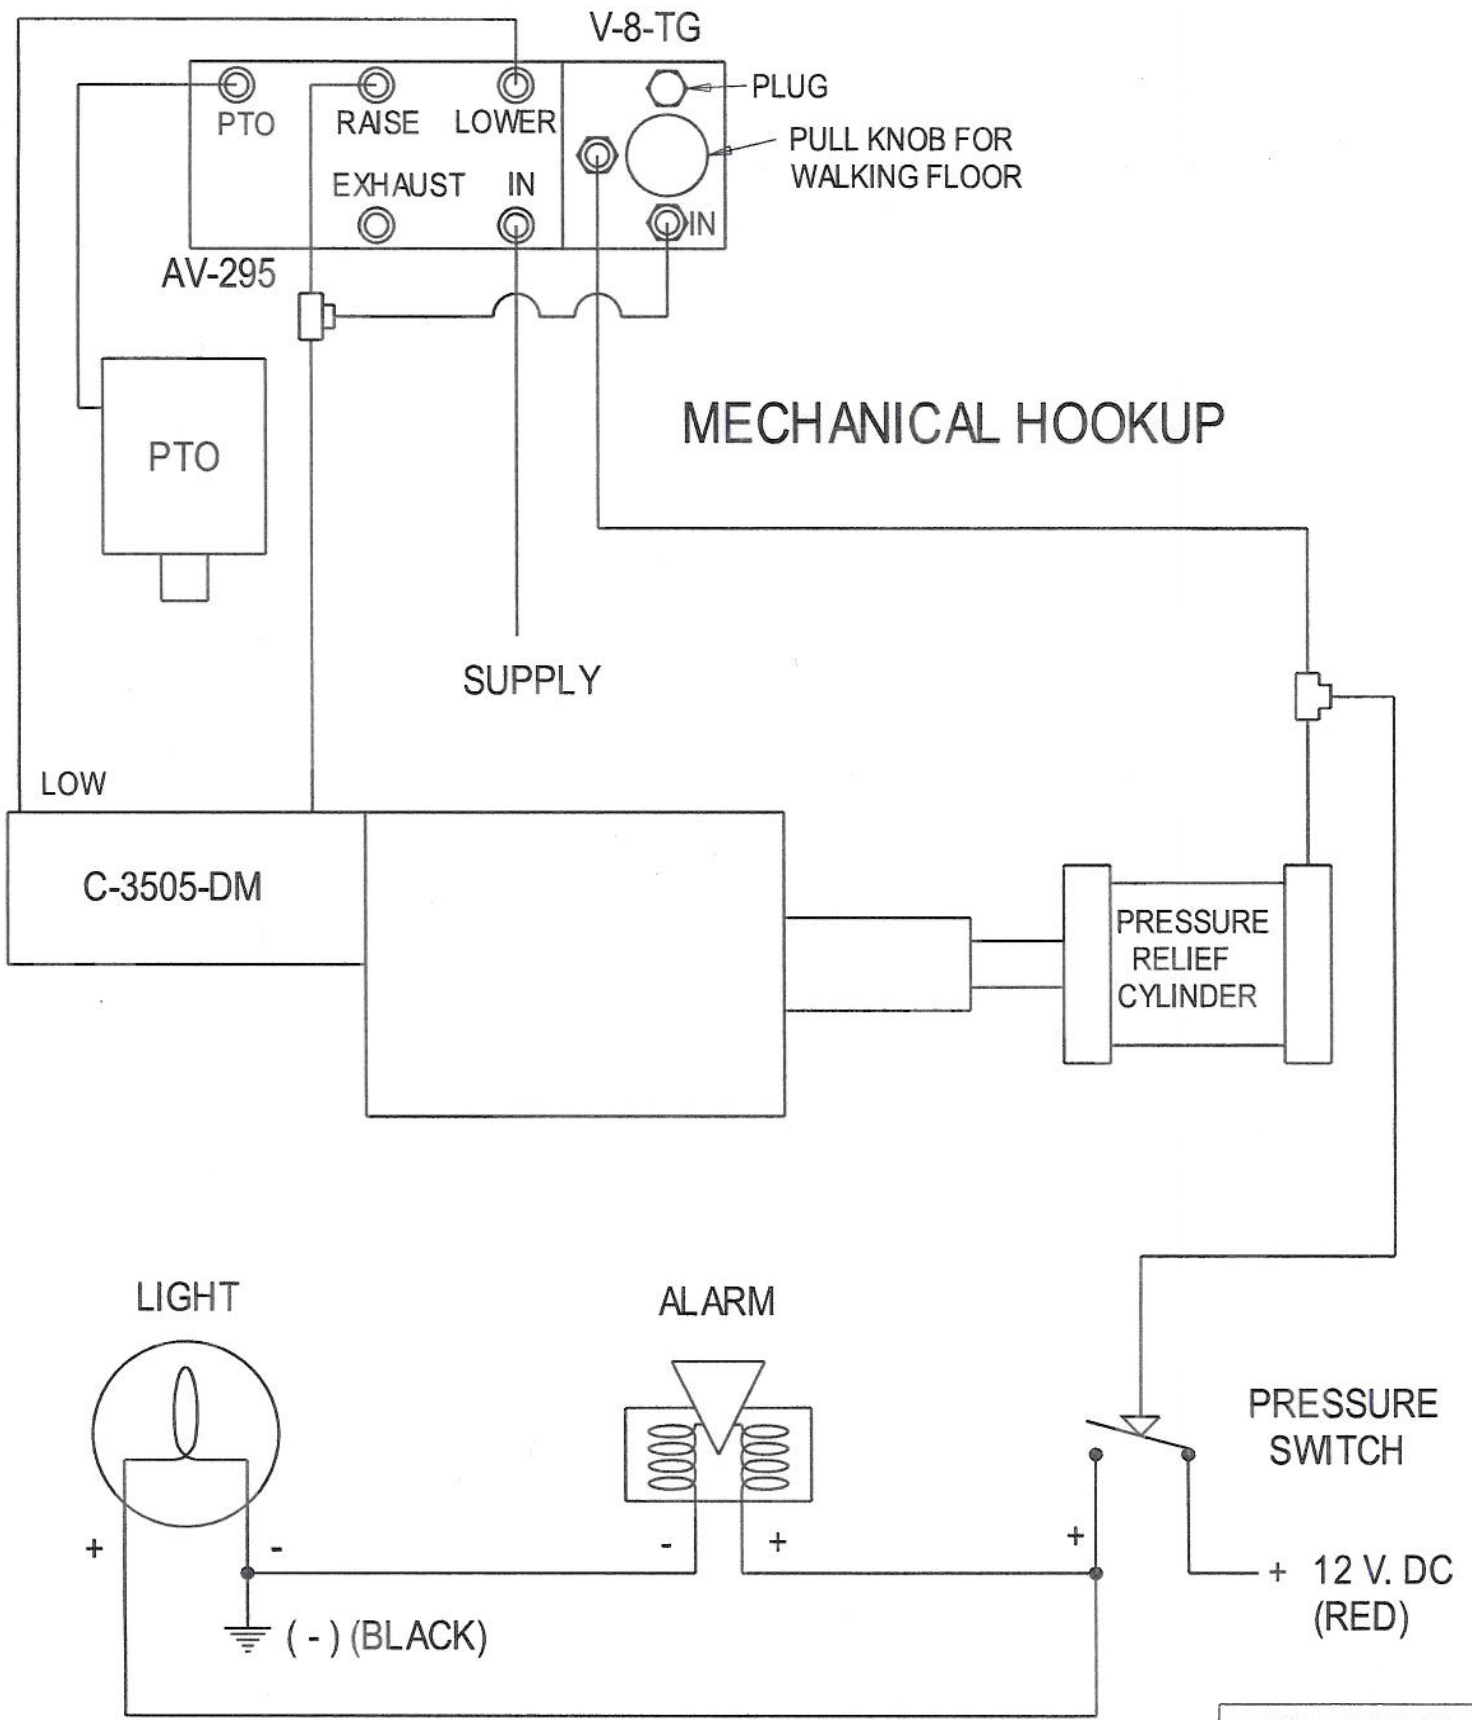 V-8-TG
PLUG
PTO
RAISE
LOWER
PULL KNOB FOR
WALKING FLOOR
EXHAUST
IN
IN
AV-295
MECHANICAL HOOKUP
PTO
SUPPLY
LOW
C-3505-DM
PRESSURE
RELIEF
CYLINDER
LIGHT
ALARM
PRESSURE
SWITCH
+
-
-
+
+
+ 12 V. DC
(RED)
(-) (BLACK)